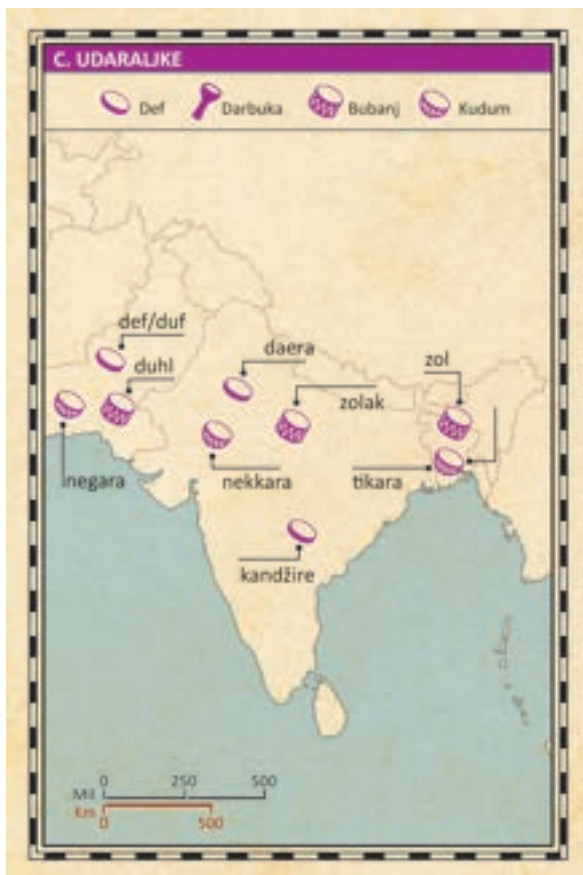 C. UDARALJKE
Def Darbuka Bubanj Kudum
def/duf
daera
zol
duhl
zolak
negara
nekkara
tikara
kandžire
0 250 500
Mil
Km
0 500